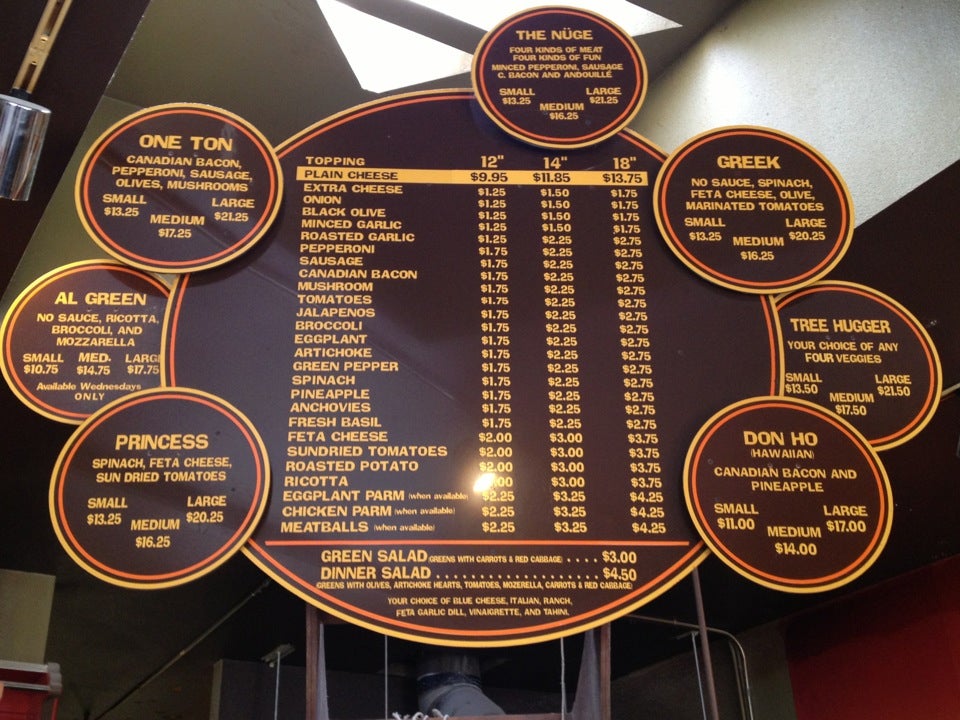 THE NÜGE
FOUR KINDS OF MEAT
FOUR KINDS OF FUN
MINCED PEPPERONI, SAUSAGE
C. BACON AND ANDOUILLÉ
SMALL LARGE
$13.25 $21.25
MEDIUM
$16.25
ONE TON
CANADIAN BACON,
PEPPERONI, SAUSAGE,
OLIVES, MUSHROOMS
SMALL LARGE
$13.25 $21.25
MEDIUM
$17.25
AL GREEN
NO SAUCE, RICOTTA,
BROCCOLI, AND
MOZZARELLA
SMALL MED. LARG
$10.75 $14.75 $17.75
Available Wednesdays
ONLY
PRINCESS
SPINACH, FETA CHEESE,
SUN DRIED TOMATOES
SMALL LARGE
$13.25 $20.25
MEDIUM
$16.25
TOPPING 12" 14" 18"
PLAIN CHEESE $9.95 $11.85 $13.75
EXTRA CHEESE $1.25 $1.50 $1.75
ONION $1.25 $1.50 $1.75
BLACK OLIVE $1.25 $1.50 $1.75
MINCED GARLIC $1.25 $1.50 $1.75
ROASTED GARLIC $1.25 $2.25 $2.75
PEPPERONI $1.75 $2.25 $2.75
SAUSAGE $1.75 $2.25 $2.75
CANADIAN BACON $1.75 $2.25 $2.75
MUSHROOM $1.75 $2.25 $2.75
TOMATOES $1.75 $2.25 $2.75
JALAPENOS $1.75 $2.25 $2.75
BROCCOLI $1.75 $2.25 $2.75
EGGPLANT $1.75 $2.25 $2.75
ARTICHOKE $1.75 $2.25 $2.75
GREEN PEPPER $1.75 $2.25 $2.75
SPINACH $1.75 $2.25 $2.75
PINEAPPLE $1.75 $2.25 $2.75
ANCHOVIES $1.75 $2.25 $2.75
FRESH BASIL $1.75 $2.25 $2.75
FETA CHEESE $2.00 $3.00 $3.75
SUNDRIED TOMATOES $2.00 $3.00 $3.75
ROASTED POTATO $2.00 $3.00 $3.75
RICOTTA $3.00 $3.75
EGGPLANT PARM (when available) $2.25 $3.25 $4.25
CHICKEN PARM (when available) $2.25 $3.25 $4.25
MEATBALLS (when available) $2.25 $3.25 $4.25
GREEN SALAD (GREENS WITH CARROTS & RED CABBAGE) . . . . $3.00
DINNER SALAD . . . . . . . . . . . . . . . . . . . $4.50
(GREENS WITH OLIVES, ARTICHOKE HEARTS, TOMATOES, MOZERELLA, CARROTS & RED CABBAGE)
YOUR CHOICE OF BLUE CHEESE, ITALIAN, RANCH,
FETA GARLIC DILL, VINAIGRETTE, AND TAHINI.
GREEK
NO SAUCE, SPINACH,
FETA CHEESE, OLIVE,
MARINATED TOMATOES
SMALL LARGE
$13.25 $20.25
MEDIUM
$16.25
TREE HUGGER
YOUR CHOICE OF ANY
FOUR VEGGIES
SMALL LARGE
$13.50 $21.50
MEDIUM
$17.50
DON HO
(HAWAIIAN)
CANADIAN BACON AND
PINEAPPLE
SMALL LARGE
$11.00 $17.00
MEDIUM
$14.00